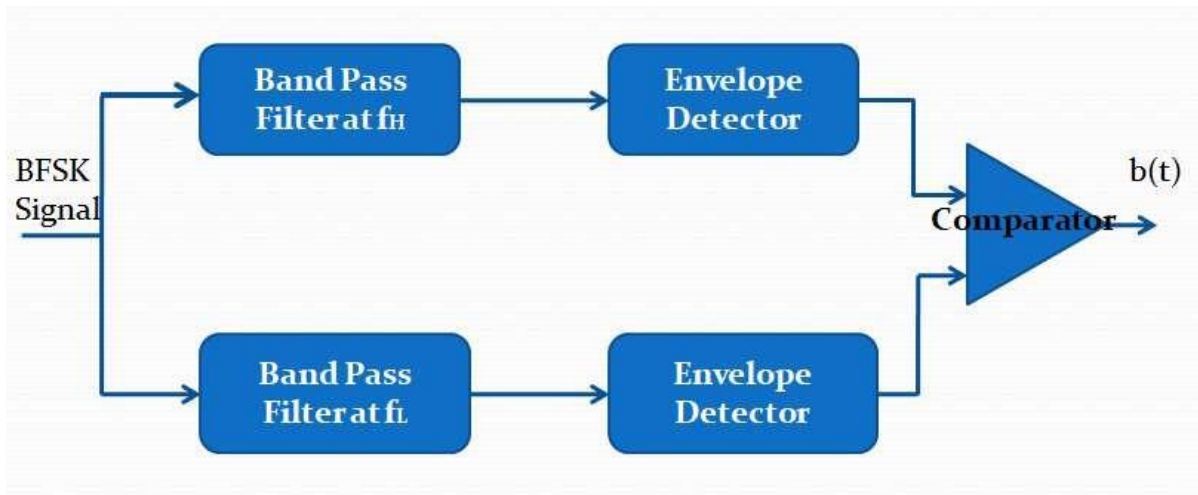 Band Pass
Filter at fH
Envelope
Detector
BFSK
Signal
b(t)
Comparator
Band Pass
Filter at fL
Envelope
Detector